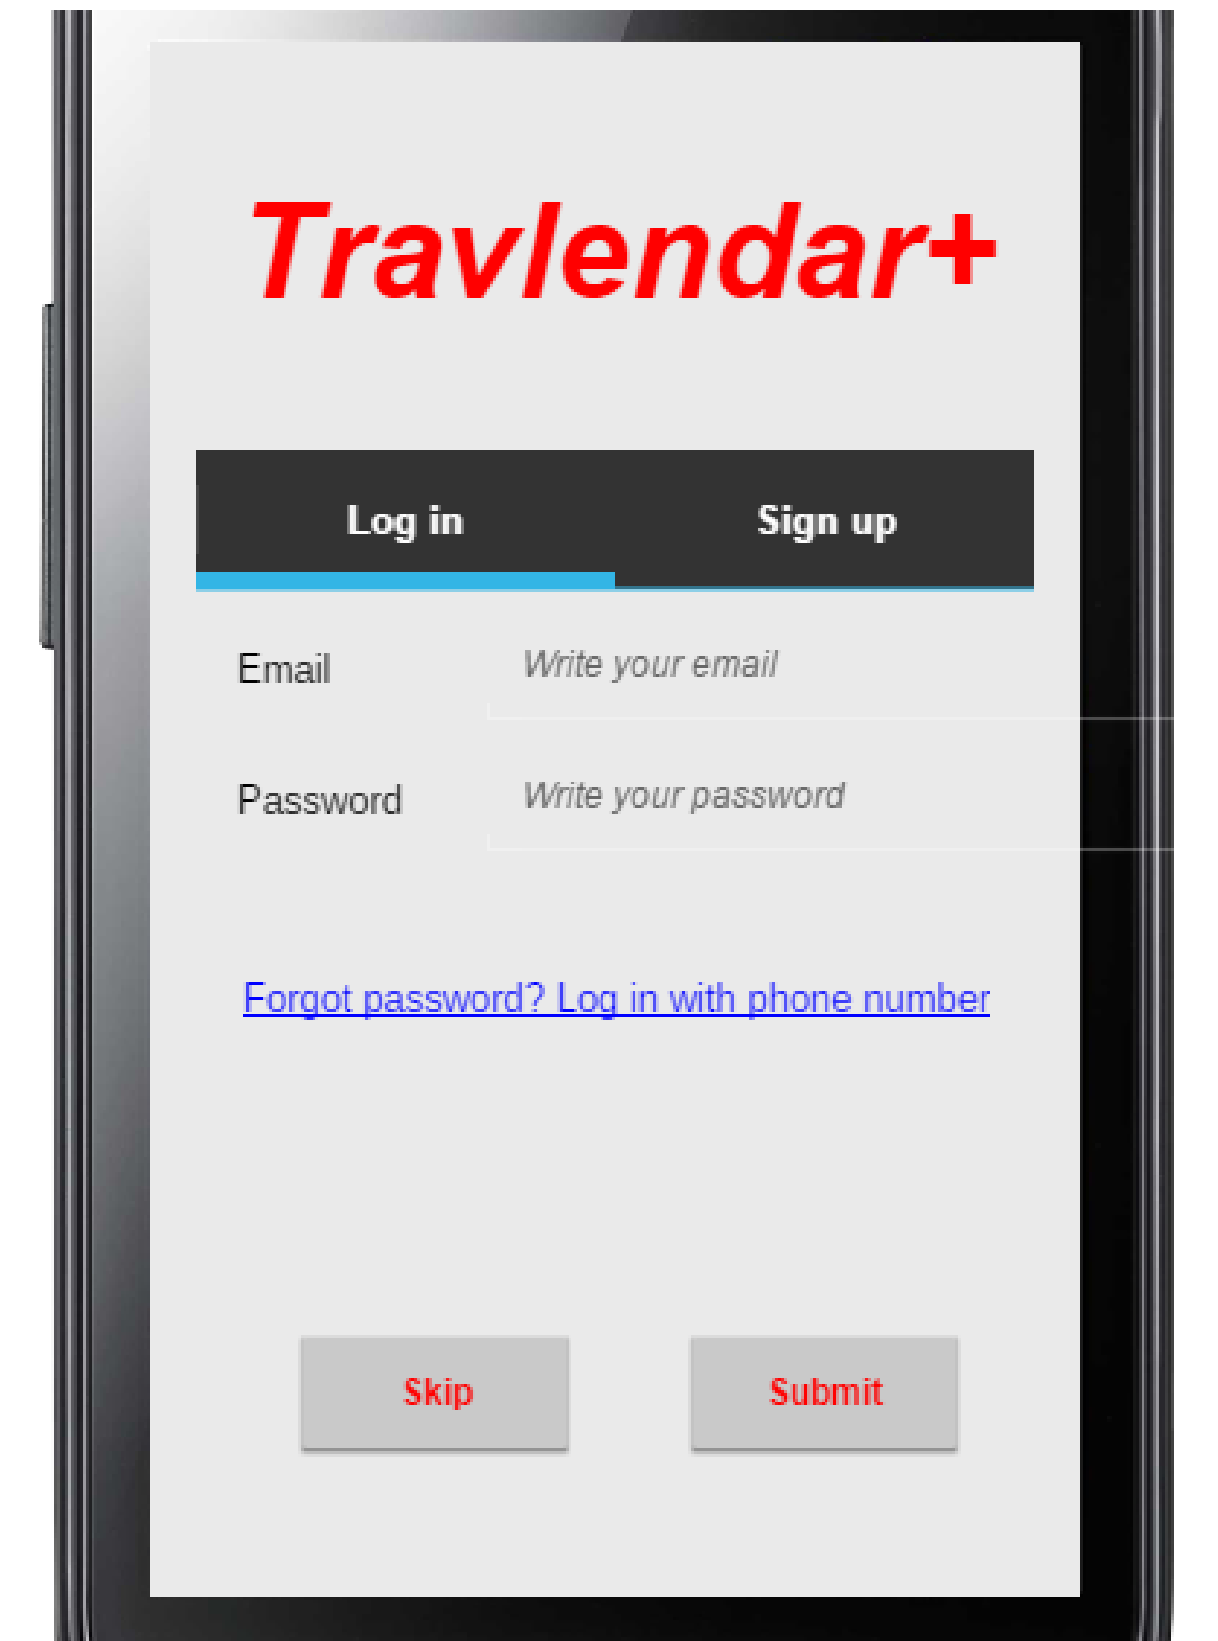 Travlendar+
Log in Sign up
Email Write your email
Password Write your password
Forgot password? Log in with phone number
Skip Submit